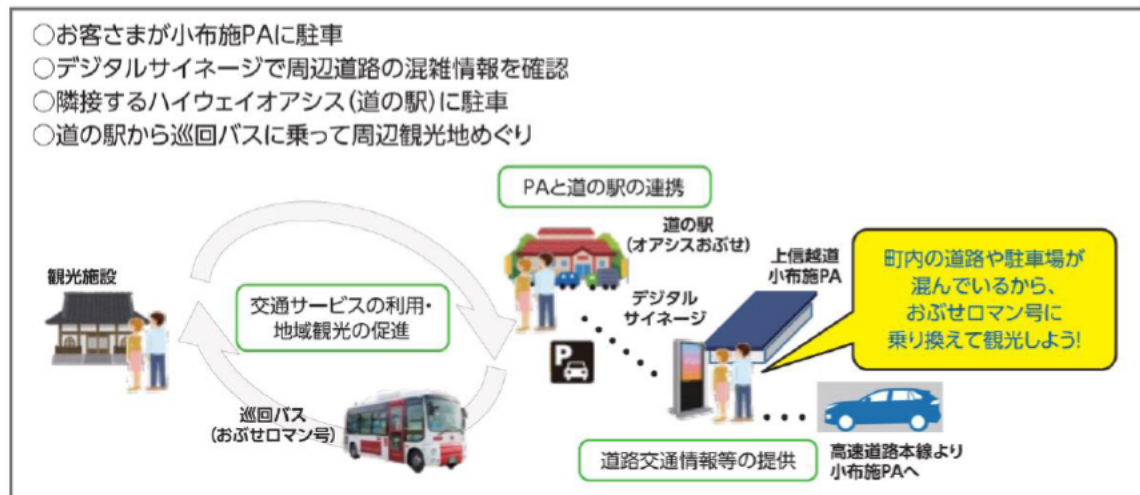 ○お客さまが小布施PAに駐車
○デジタルサイネージで周辺道路の混雑情報を確認
○隣接するハイウェイオアシス(道の駅)に駐車
○道の駅から巡回バスに乗って周辺観光地めぐり
PAと道の駅の連携
道の駅
(オアシスおぶせ)
上信越道
小布施PA
町内の道路や駐車場が
混んでいるから、
おぶせロマン号に
乗り換えて観光しよう!
観光施設
交通サービスの利用・
地域観光の促進
デジタル
サイネージ
P
巡回バス
(おぶせロマン号)
道路交通情報等の提供
高速道路本線より
小布施PAへ